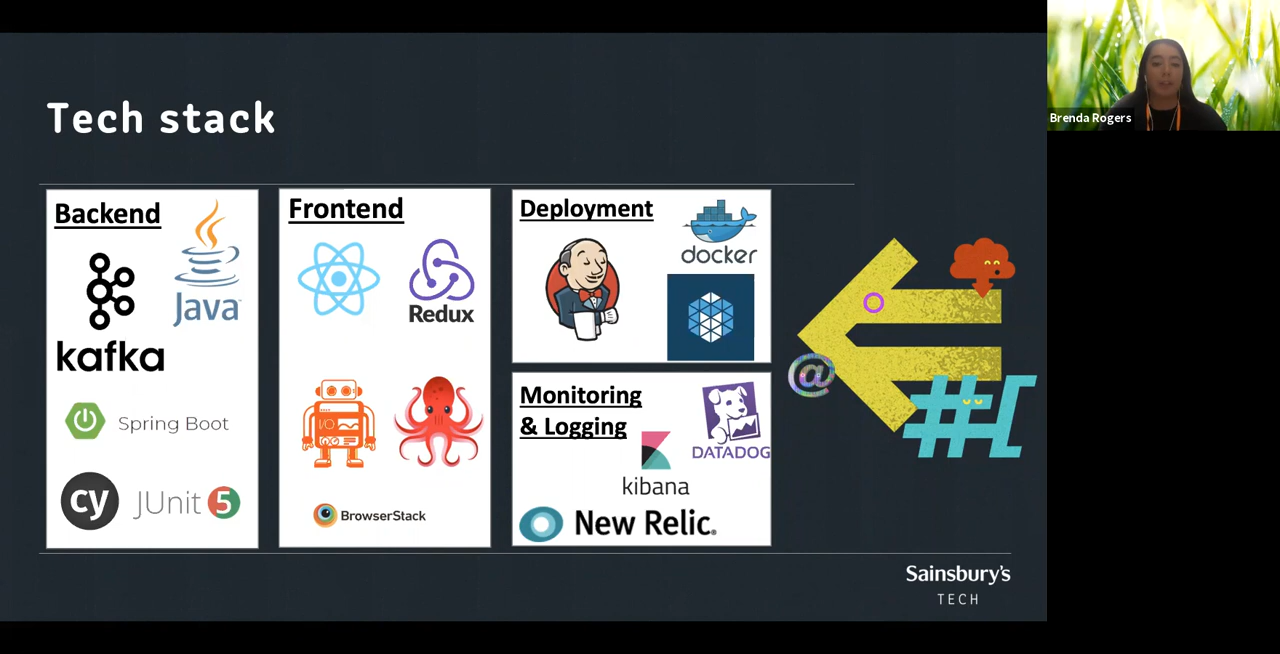 Tech stack
Brenda Rogers
Backend
Java
kafka
Spring Boot
cy
JUnit 5
Frontend
Redux
I/O
BrowserStack
Deployment
docker
Monitoring
& Logging
DATADOG
kibana
New Relic.
@
#[
Sainsbury's
TECH